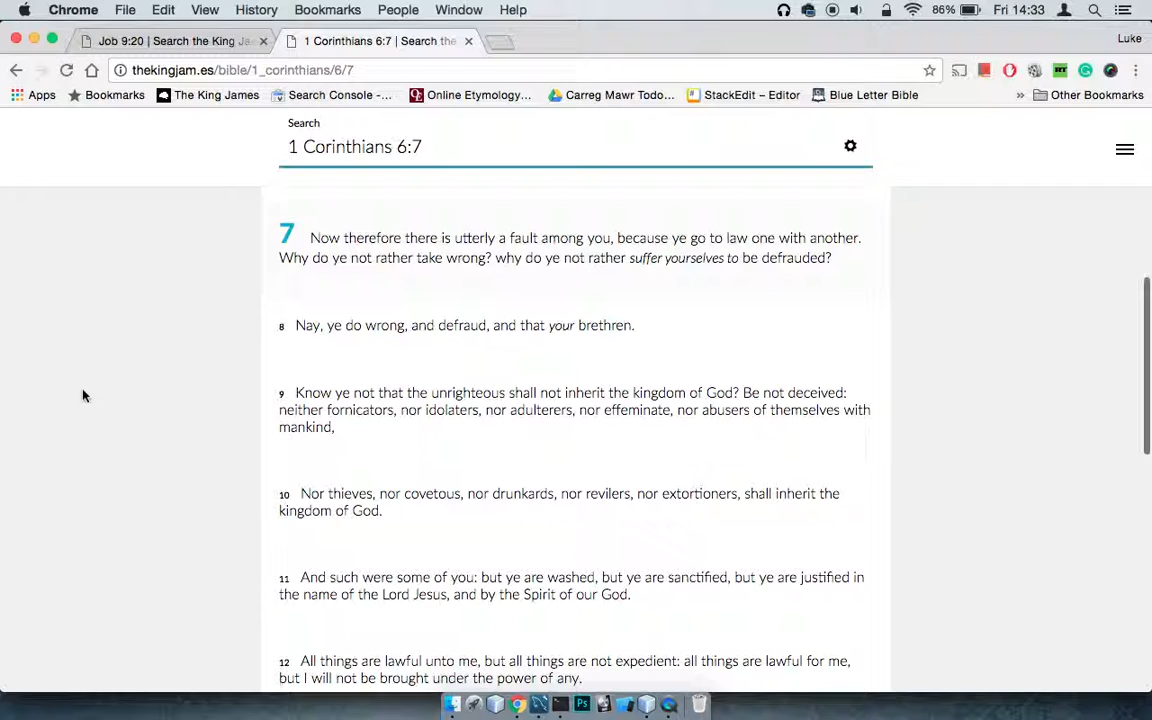 Chrome File Edit View History Bookmarks People Window Help 86% Fri 14:33
Job 9:20 | Search the King Ja 1 Corinthians 6:7 | Search the Luke
thekingjam.es/bible/1_corinthians/6/7
Apps Bookmarks The King James Search Console -... Online Etymology... Carreg Mawr Todo... StackEdit – Editor Blue Letter Bible » Other Bookmarks
Search
1 Corinthians 6:7
7 Now therefore there is utterly a fault among you, because ye go to law one with another.
Why do ye not rather take wrong? why do ye not rather suffer yourselves to be defrauded?
8 Nay, ye do wrong, and defraud, and that your brethren.
9 Know ye not that the unrighteous shall not inherit the kingdom of God? Be not deceived:
neither fornicators, nor idolaters, nor adulterers, nor effeminate, nor abusers of themselves with
mankind,
10 Nor thieves, nor covetous, nor drunkards, nor revilers, nor extortioners, shall inherit the
kingdom of God.
11 And such were some of you: but ye are washed, but ye are sanctified, but ye are justified in
the name of the Lord Jesus, and by the Spirit of our God.
12 All things are lawful unto me, but all things are not expedient: all things are lawful for me,
but I will not be brought under the power of any.
Ps